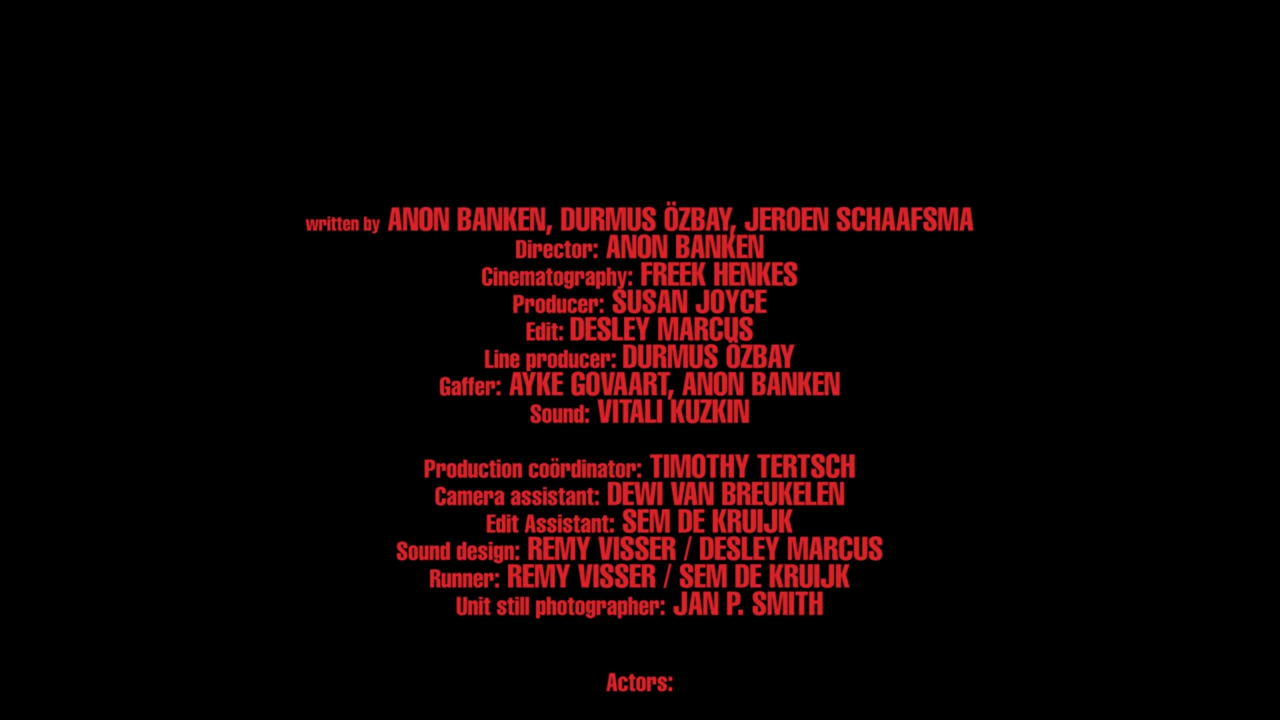 written by ANON BANKEN, DURMUS ÖZBAY, JEROEN SCHAAFSMA
Director: ANON BANKEN
Cinematography: FREEK HENKES
Producer: SUSAN JOYCE
Edit: DESLEY MARCUS
Line producer: DURMUS ÖZBAY
Gaffer: AYKE GOVAART, ANON BANKEN
Sound: VITALI KUZKIN
Production coördinator: TIMOTHY TERTSCH
Camera assistant: DEWI VAN BREUKELEN
Edit Assistant: SEM DE KRUIJK
Sound design: REMY VISSER / DESLEY MARCUS
Runner: REMY VISSER / SEM DE KRUIJK
Unit still photographer: JAN P. SMITH
Actors: